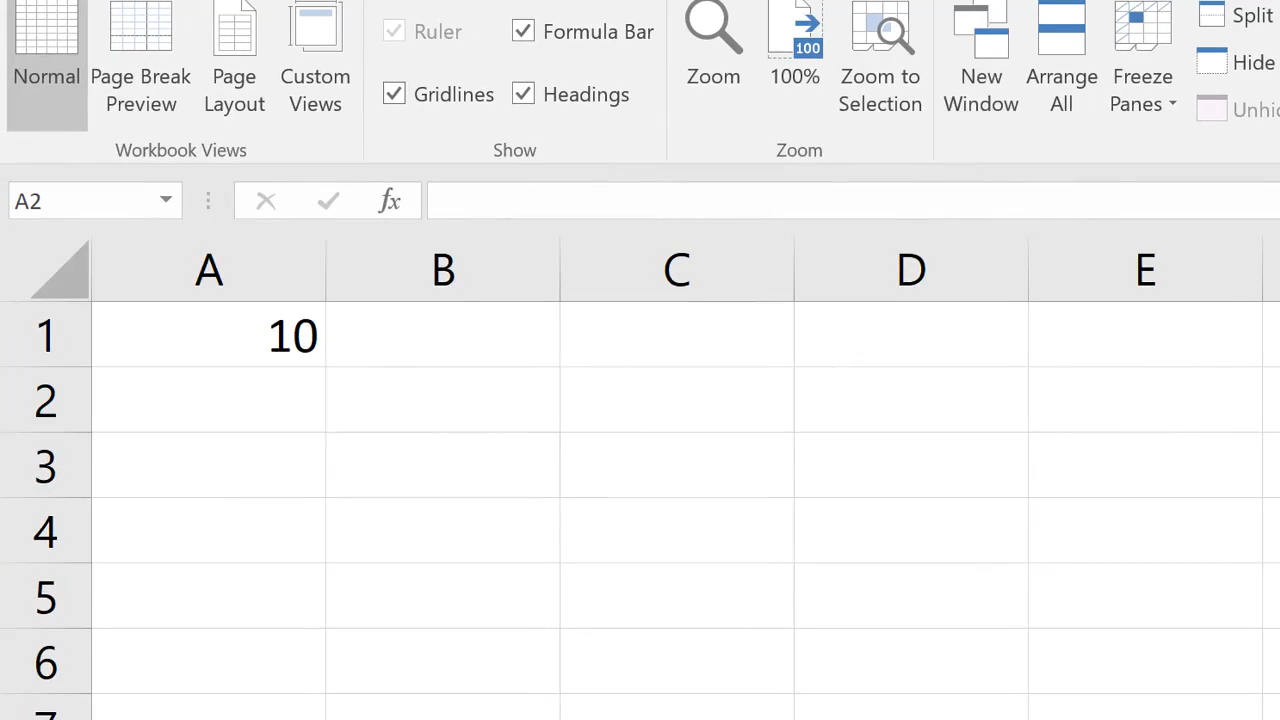 Ruler
Formula Bar
Split
100
Normal
Page Break
Preview
Page
Layout
Custom
Views
Gridlines
Headings
Zoom
100%
Zoom to
Selection
New
Window
Arrange
All
Freeze
Panes
Hide
Workbook Views
Show
Zoom
A2
fx
A B C D E
1 10
2
3
4
5
6